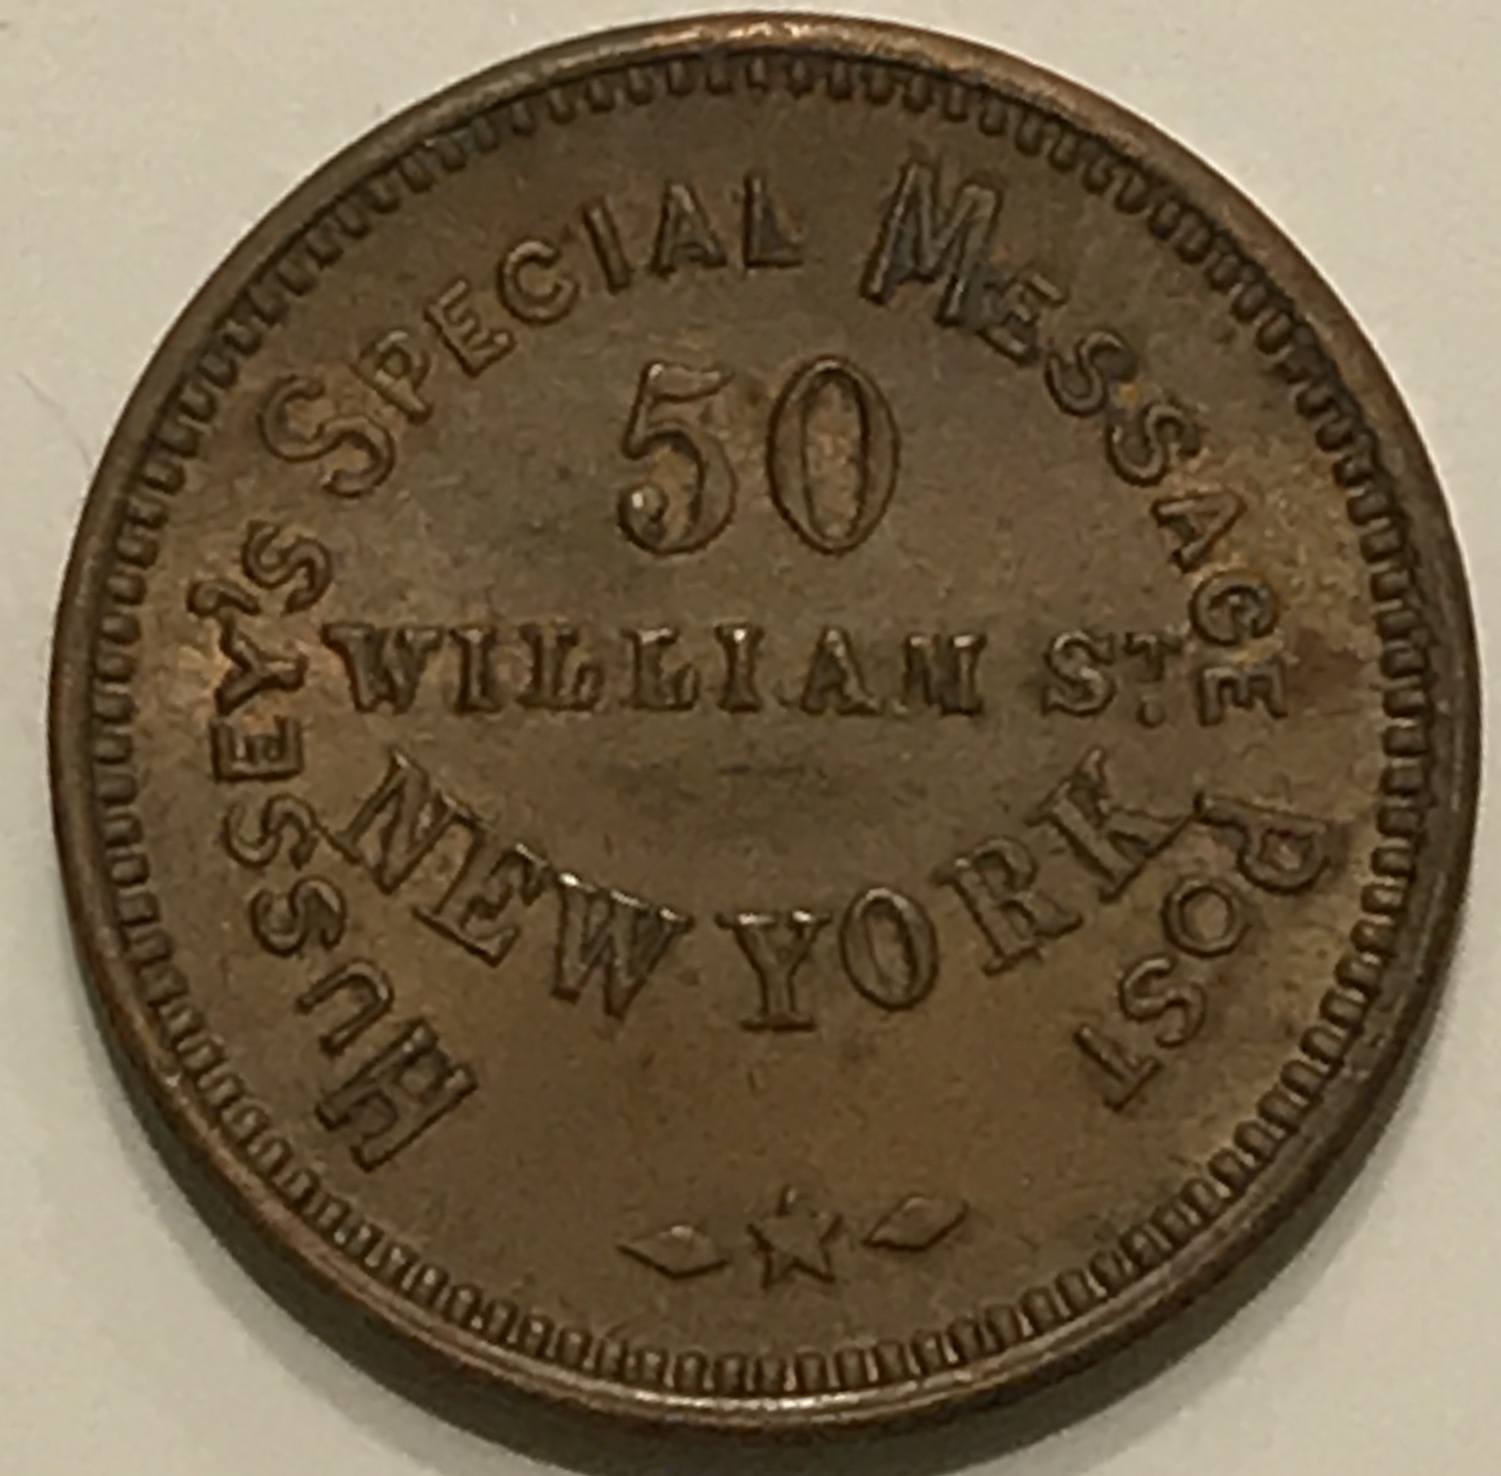 HUSSEY'S SPECIAL MESSAGE POST
50
WILLIAM ST.
NEW YORK